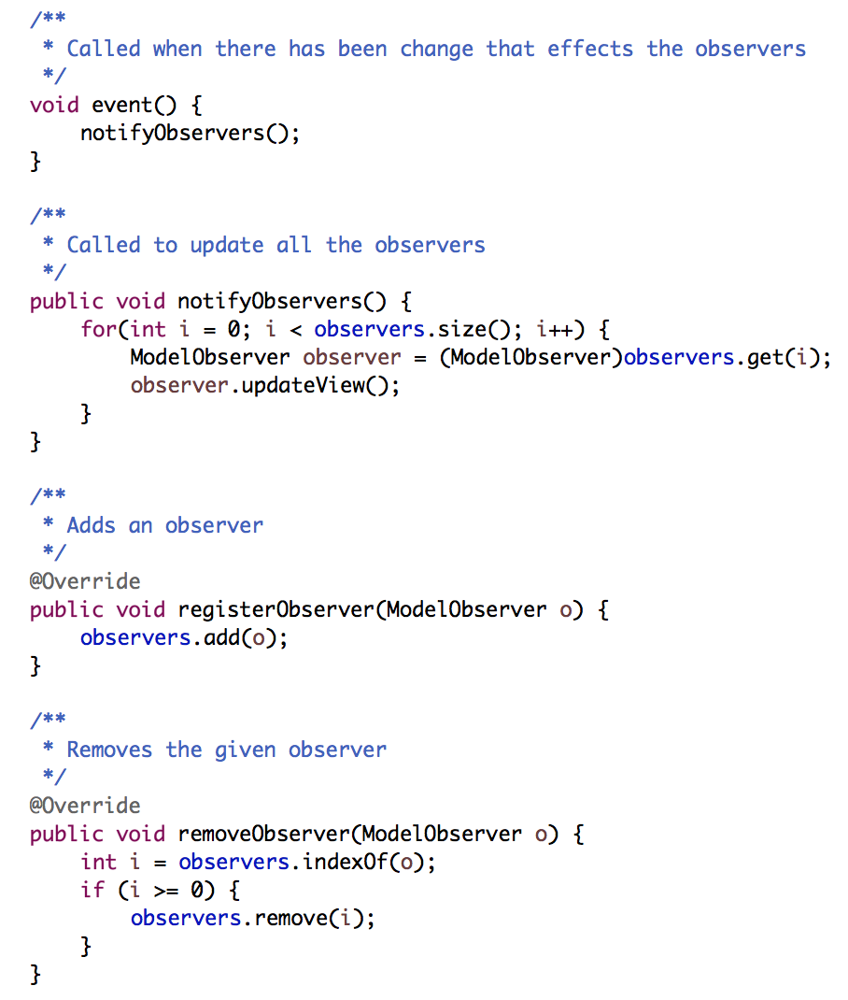 /**
 * Called when there has been change that effects the observers
 */
void event() {
    notifyObservers();
}

/**
 * Called to update all the observers
 */
public void notifyObservers() {
    for(int i = 0; i < observers.size(); i++) {
        ModelObserver observer = (ModelObserver)observers.get(i);
        observer.updateView();
    }
}

/**
 * Adds an observer
 */
@Override
public void registerObserver(ModelObserver o) {
    observers.add(o);
}

/**
 * Removes the given observer
 */
@Override
public void removeObserver(ModelObserver o) {
    int i = observers.indexOf(o);
    if (i >= 0) {
        observers.remove(i);
    }
}